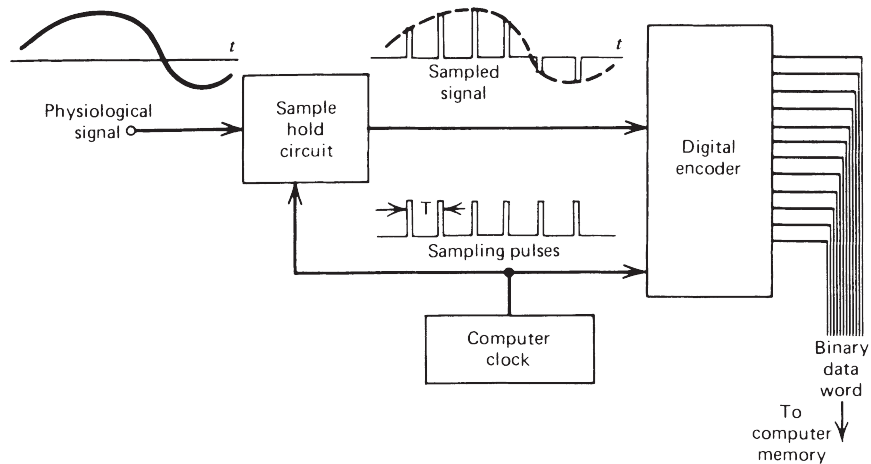 t
Physiological
signal
Sample
hold
circuit
t
Sampled
signal
Digital
encoder
T
Sampling pulses
Computer
clock
Binary
data
word
To
computer
memory